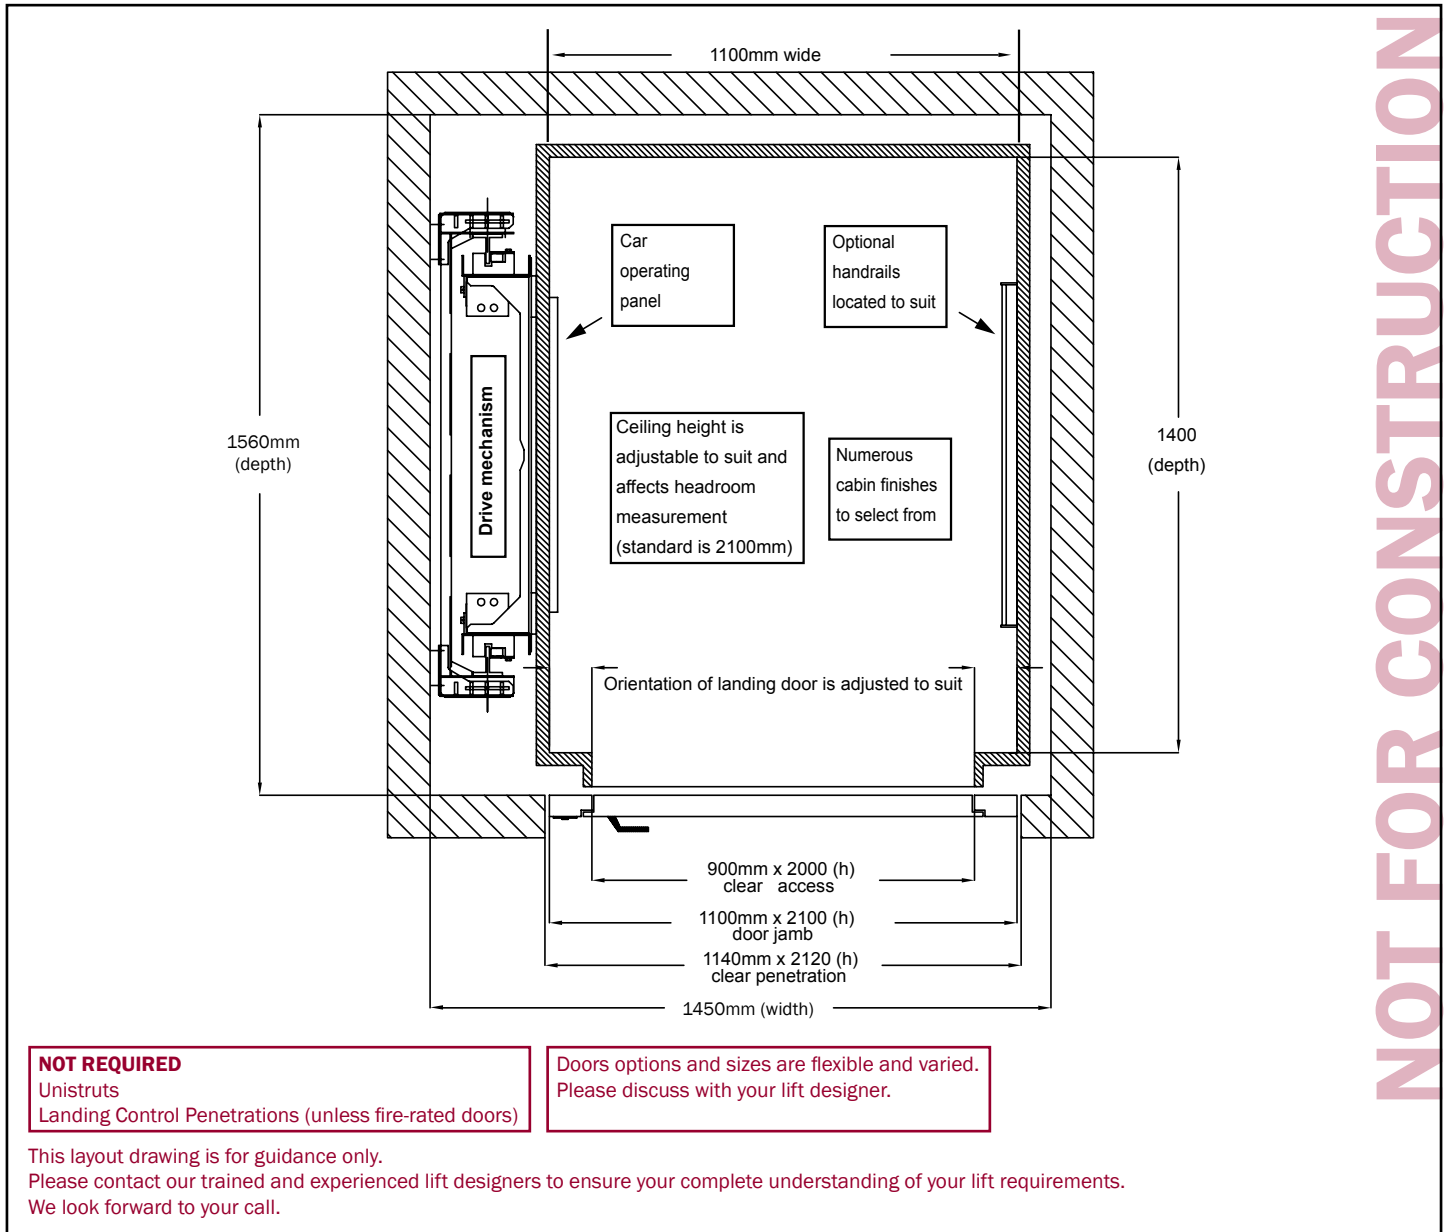 1100mm wide
Car
operating
panel
Optional
handrails
located to suit
Drive mechanism
1560mm
(depth)
Ceiling height is
adjustable to suit and
affects headroom
measurement
(standard is 2100mm)
Numerous
cabin finishes
to select from
1400
(depth)
Orientation of landing door is adjusted to suit
900mm x 2000 (h)
clear access
1100mm x 2100 (h)
door jamb
1140mm x 2120 (h)
clear penetration
1450mm (width)
NOT FOR CONSTRUCTION
NOT REQUIRED
Unistruts
Landing Control Penetrations (unless fire-rated doors)
Doors options and sizes are flexible and varied.
Please discuss with your lift designer.
This layout drawing is for guidance only.
Please contact our trained and experienced lift designers to ensure your complete understanding of your lift requirements.
We look forward to your call.